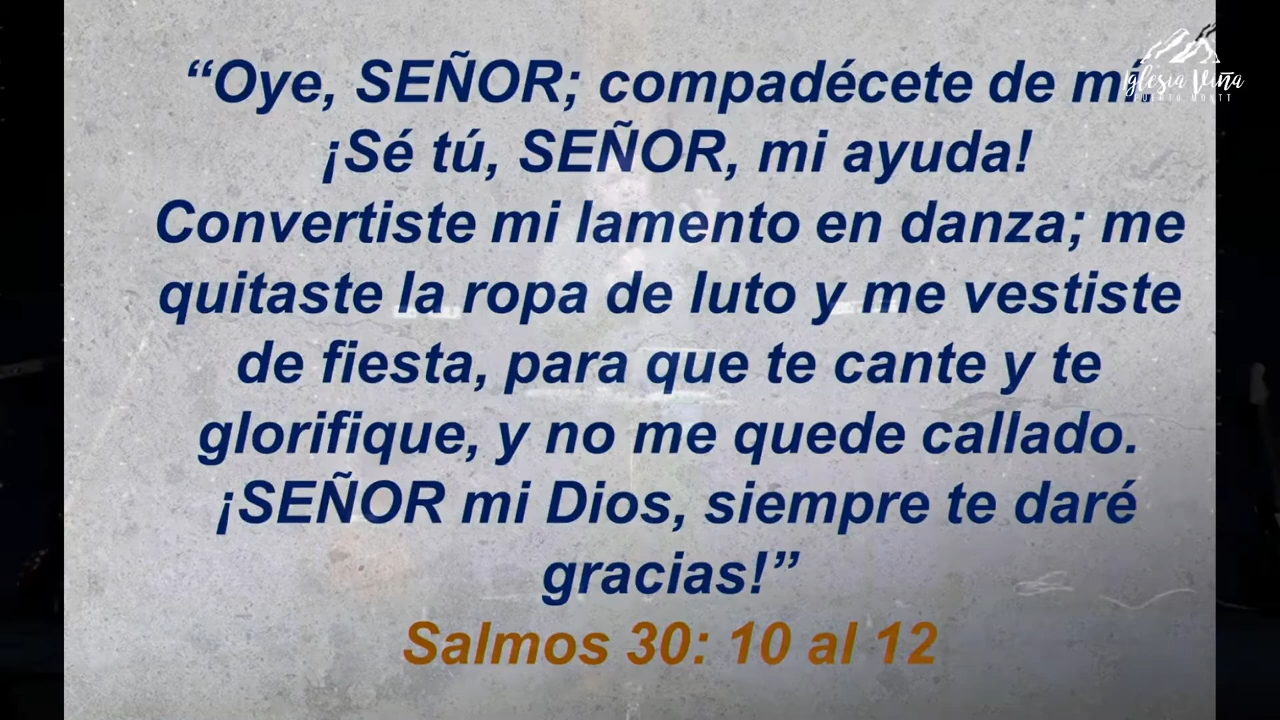 “Oye, SEÑOR; compadécete de mí
¡Sé tú, SEÑOR, mi ayuda!
Convertiste mi lamento en danza; me
quitaste la ropa de luto y me vestiste
de fiesta, para que te cante y te
glorifique, y no me quede callado.
¡SEÑOR mi Dios, siempre te daré
gracias!”
Salmos 30: 10 al 12
Iglesia Viña
PUERTO MONTT